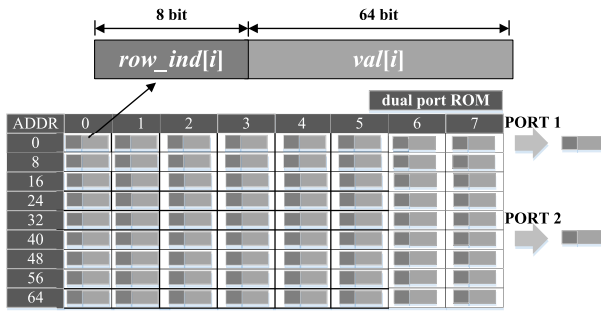 8 bit 64 bit
row_ind[i] val[i]
dual port ROM
ADDR 0 1 2 3 4 5 6 7 PORT 1
0
8
16
24
32 PORT 2
40
48
56
64